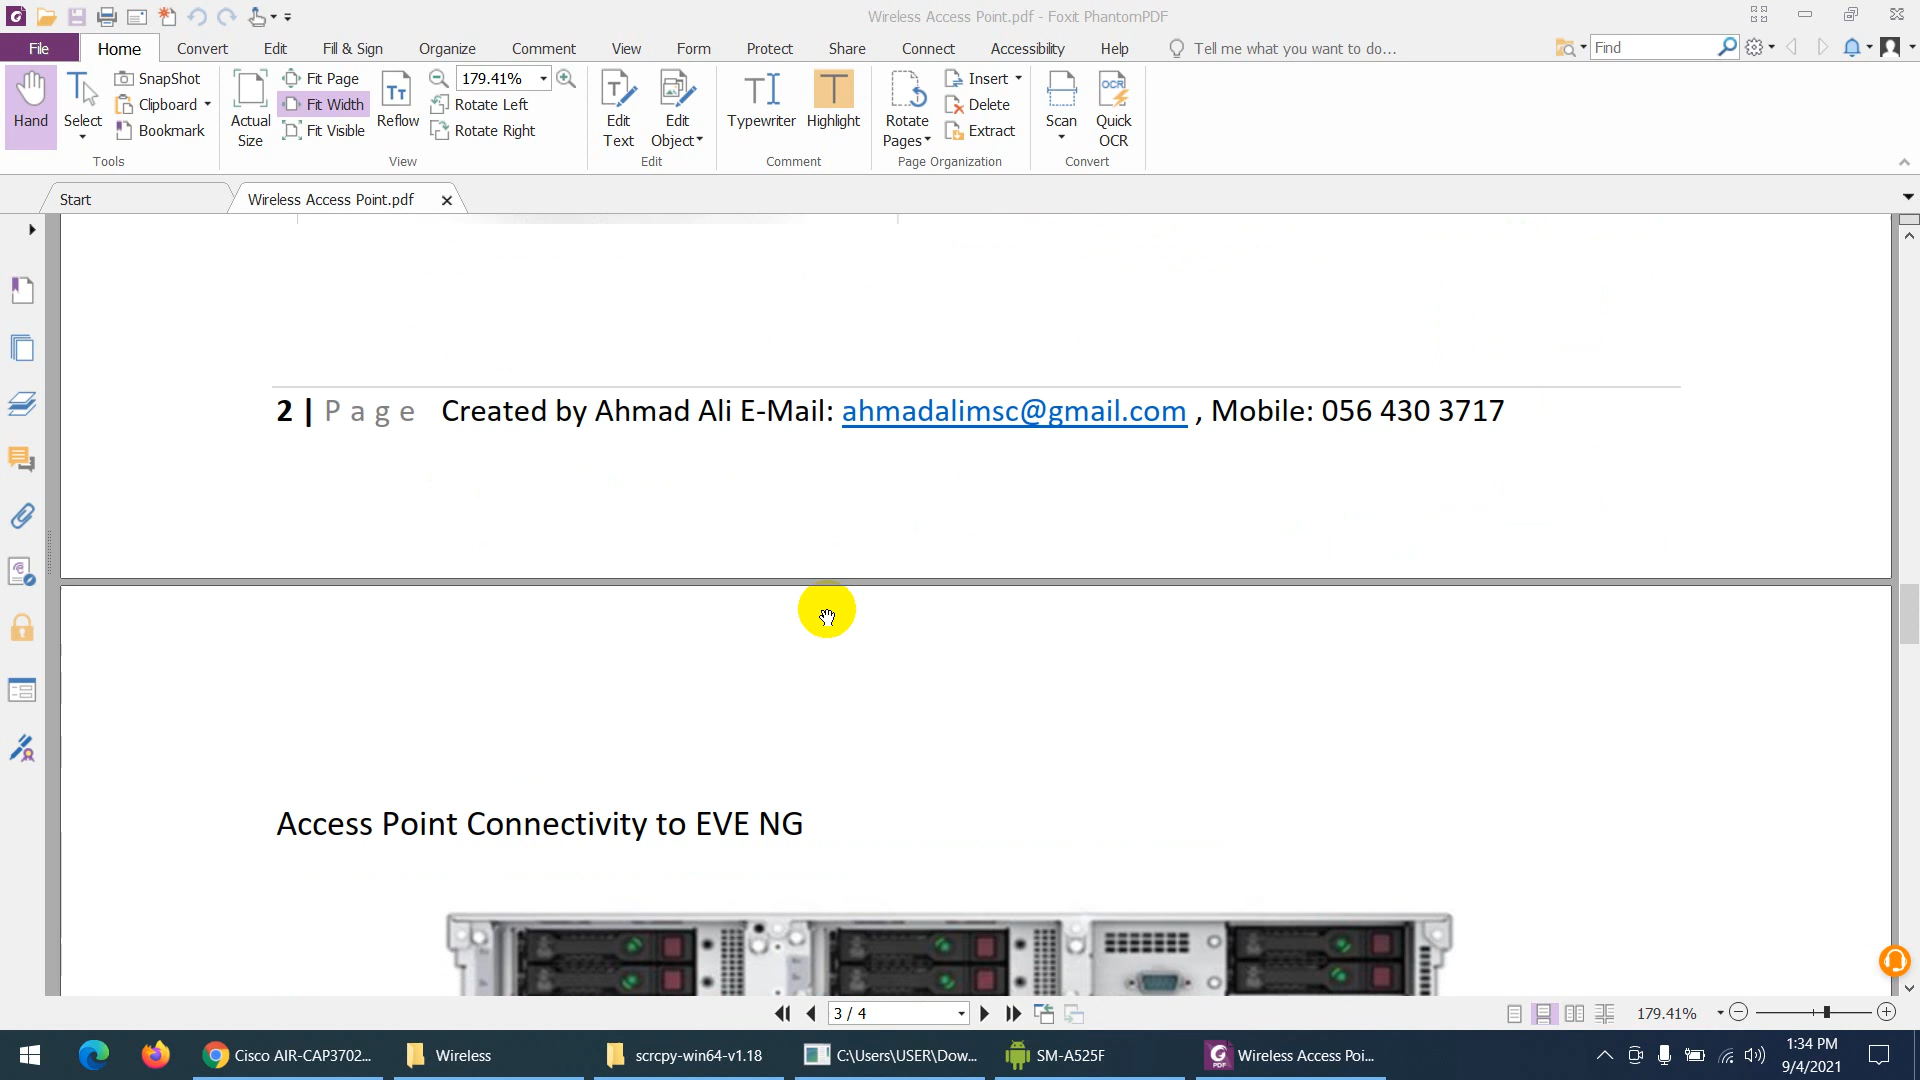 Wireless Access Point.pdf - Foxit PhantomPDF
File Home Convert Edit Fill & Sign Organize Comment View Form Protect Share Connect Accessibility Help Tell me what you want to do... Find
Hand
Select
SnapShot
Clipboard
Bookmark
Tools
Actual Size
Fit Page
Fit Width
Fit Visible
Reflow
179.41%
Rotate Left
Rotate Right
View
Edit Text
Edit Object
Edit
Typewriter
Highlight
Comment
Rotate Pages
Insert
Delete
Extract
Page Organization
Scan
Quick OCR
Convert
Start
Wireless Access Point.pdf
2 | Page Created by Ahmad Ali E-Mail: ahmadalimsc@gmail.com , Mobile: 056 430 3717
Access Point Connectivity to EVE NG
3 / 4
179.41%
Cisco AIR-CAP3702...
Wireless
scrcpy-win64-v1.18
C:\Users\USER\Dow...
SM-A525F
Wireless Access Poi...
1:34 PM
9/4/2021